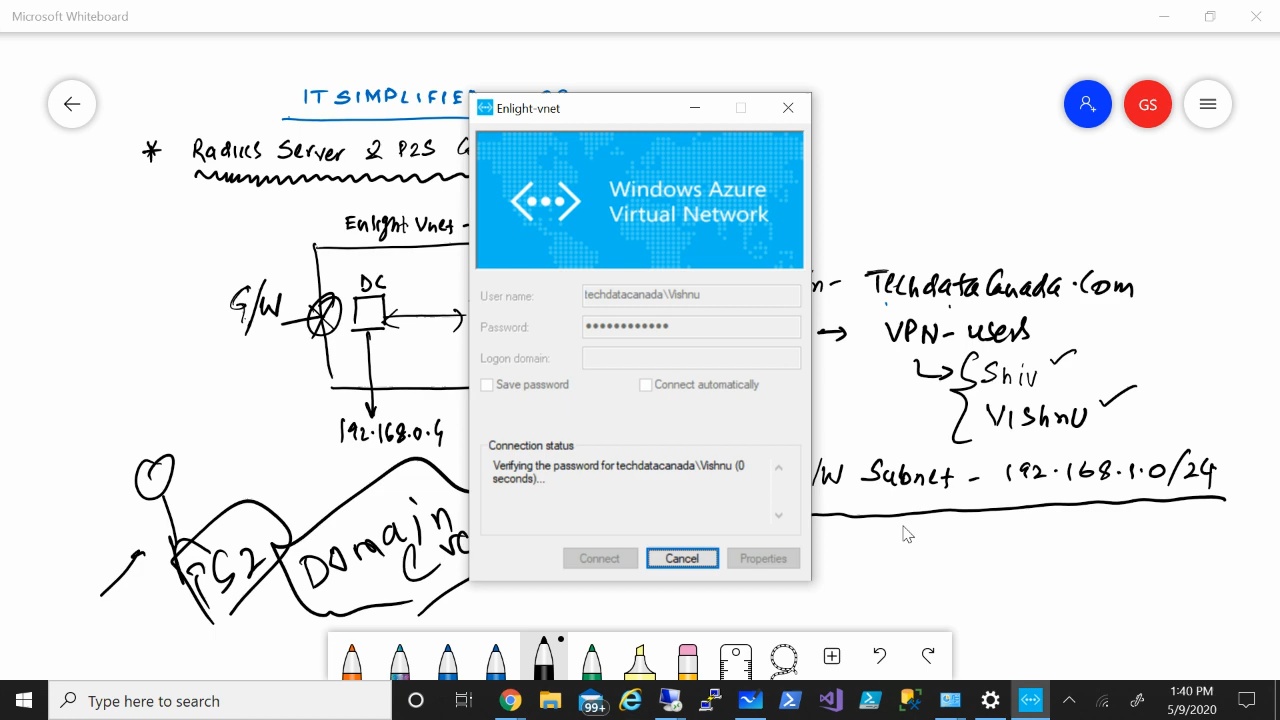 Microsoft Whiteboard
IT SIMPLIFIE
GS
* Radius Server & P2S
Enlight-vnet
Windows Azure
Virtual Network
User name: techdatacanada\Vishnu
Password: ••••••••••••
Logon domain:
Save password Connect automatically
Connection status
Verifying the password for techdatacanada\Vishnu (0
seconds)...
Connect Cancel Properties
Enlight Vnet -
DC
G/W
192.168.0.4
n - TechdataCanada.com
→ VPN-users
Shiv ✓
VIShnU ✓
/W Subnet - 192.168.1.0/24
Domain
Type here to search
99+
1:40 PM
5/9/2020